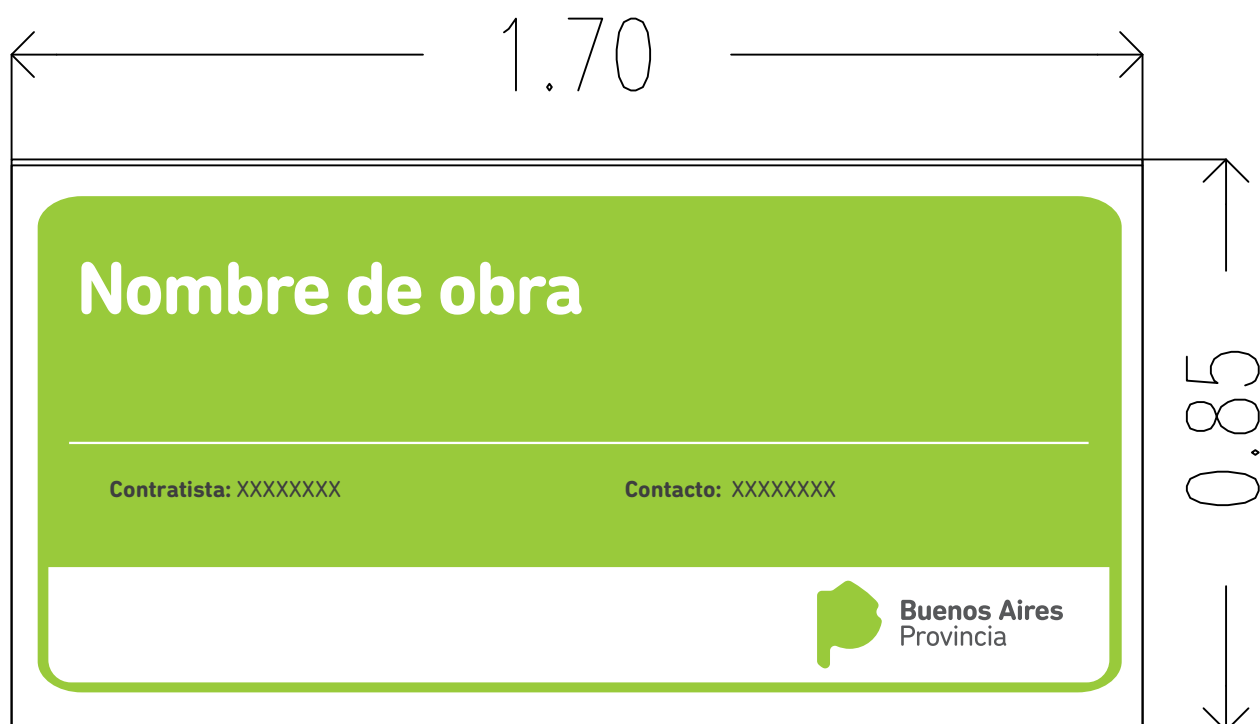 1.70
Nombre de obra
0.85
Contratista: XXXXXXXX Contacto: XXXXXXXX
Buenos Aires
Provincia